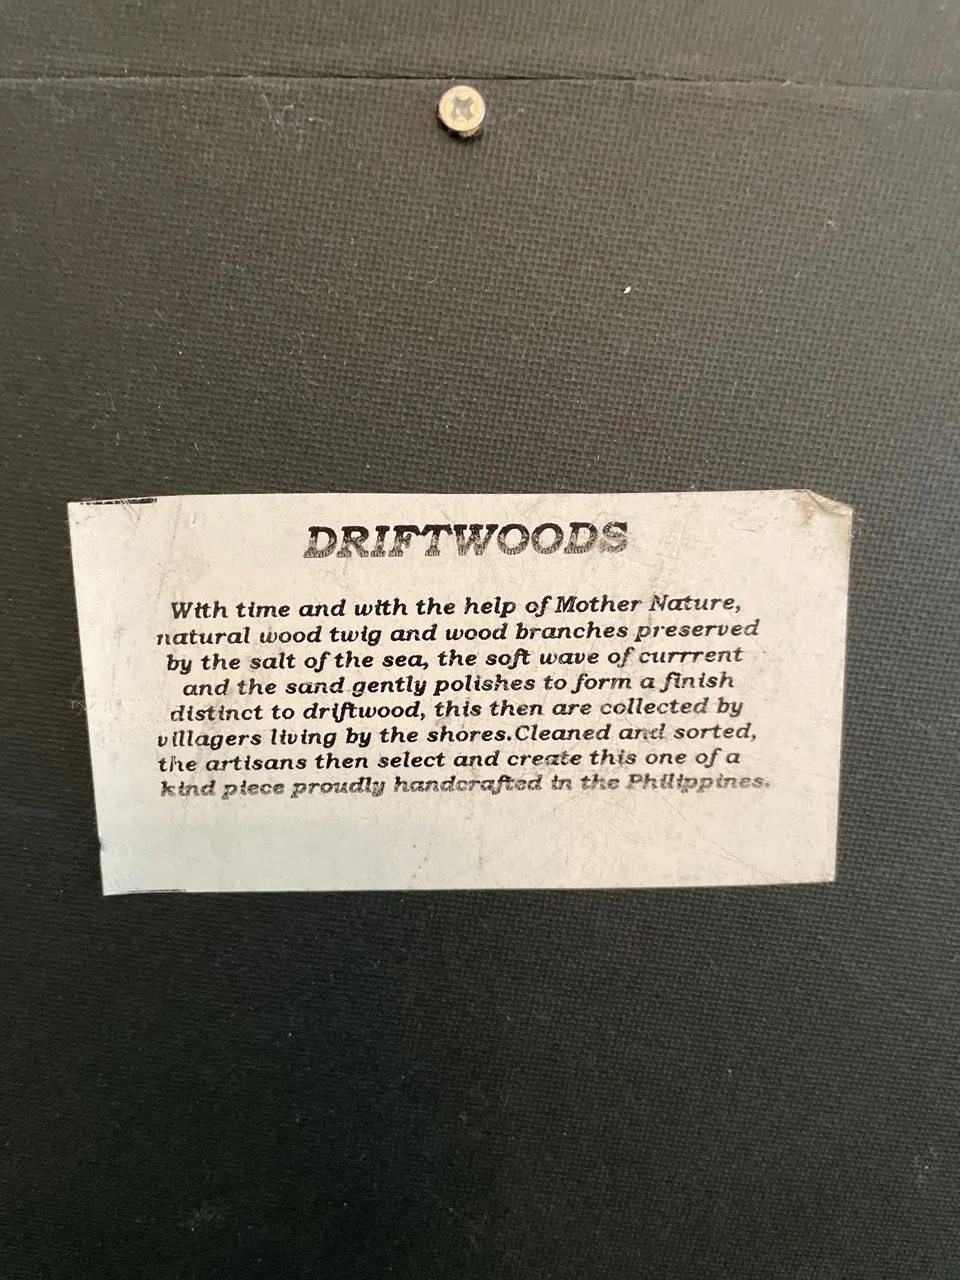 DRIFTWOODS
With time and with the help of Mother Nature,
natural wood twig and wood branches preserved
by the salt of the sea, the soft wave of currrent
and the sand gently polishes to form a finish
distinct to driftwood, this then are collected by
villagers living by the shores.Cleaned and sorted,
the artisans then select and create this one of a
kind piece proudly handcrafted in the Philippines.